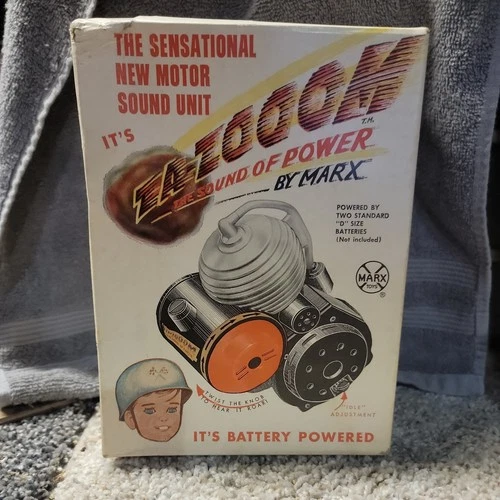 THE SENSATIONAL
NEW MOTOR
SOUND UNIT
IT'S
ZA-ZOOOM
T.M.
THE SOUND OF POWER
BY MARX
POWERED BY
TWO STANDARD
"D" SIZE
BATTERIES
(Not included)
MARX
TOYS
®
TWIST THE KNOB
TO HEAR IT ROAR!
"IDLE"
ADJUSTMENT
IT'S BATTERY POWERED